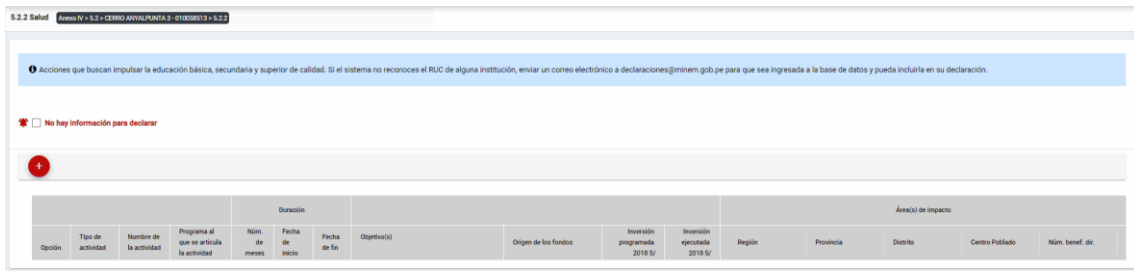 5.2.2 Salud Anexo IV > 5.2 > CERRO ANYALPUNTA 3 - 010058513 > 5.2.2
Acciones que buscan impulsar la educación básica, secundaria y superior de calidad. Si el sistema no reconoces el RUC de alguna institución, enviar un correo electrónico a declaraciones@minem.gob.pe para que sea ingresada a la base de datos y pueda incluirla en su declaración.
No hay información para declarar
+
Duración
Área(s) de impacto
Opción
Tipo de
actividad
Nombre de
la actividad
Programa al
que se articula
la actividad
Núm.
de
meses
Fecha
de
inicio
Fecha
de fin
Objetivo(s)
Origen de los fondos
Inversión
programada
2018 S/
Inversión
ejecutada
2018 S/
Región
Provincia
Distrito
Centro Poblado
Núm. benef. dir.